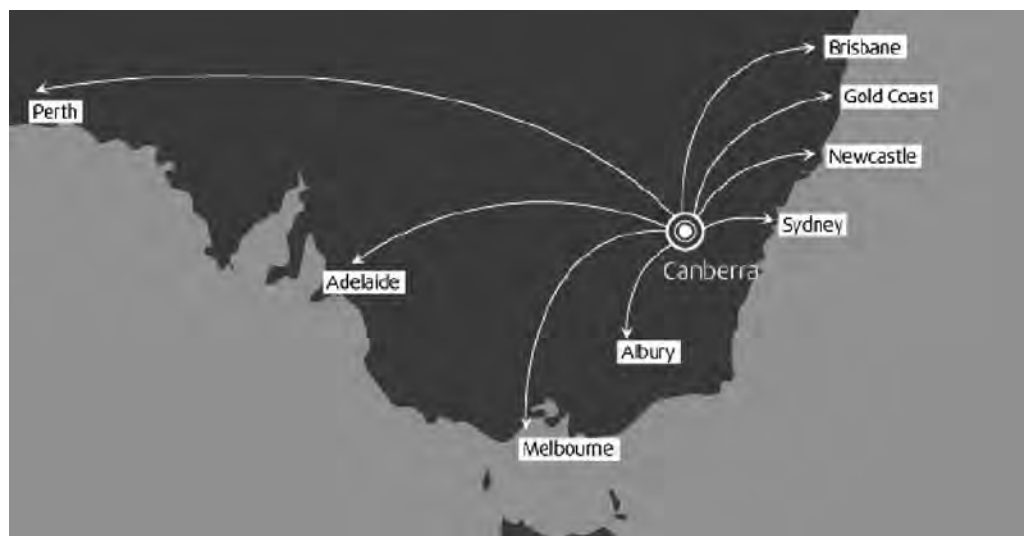 Brisbane
Gold Coast
Perth
Newcastle
Sydney
Canberra
Adelaide
Albury
Melbourne